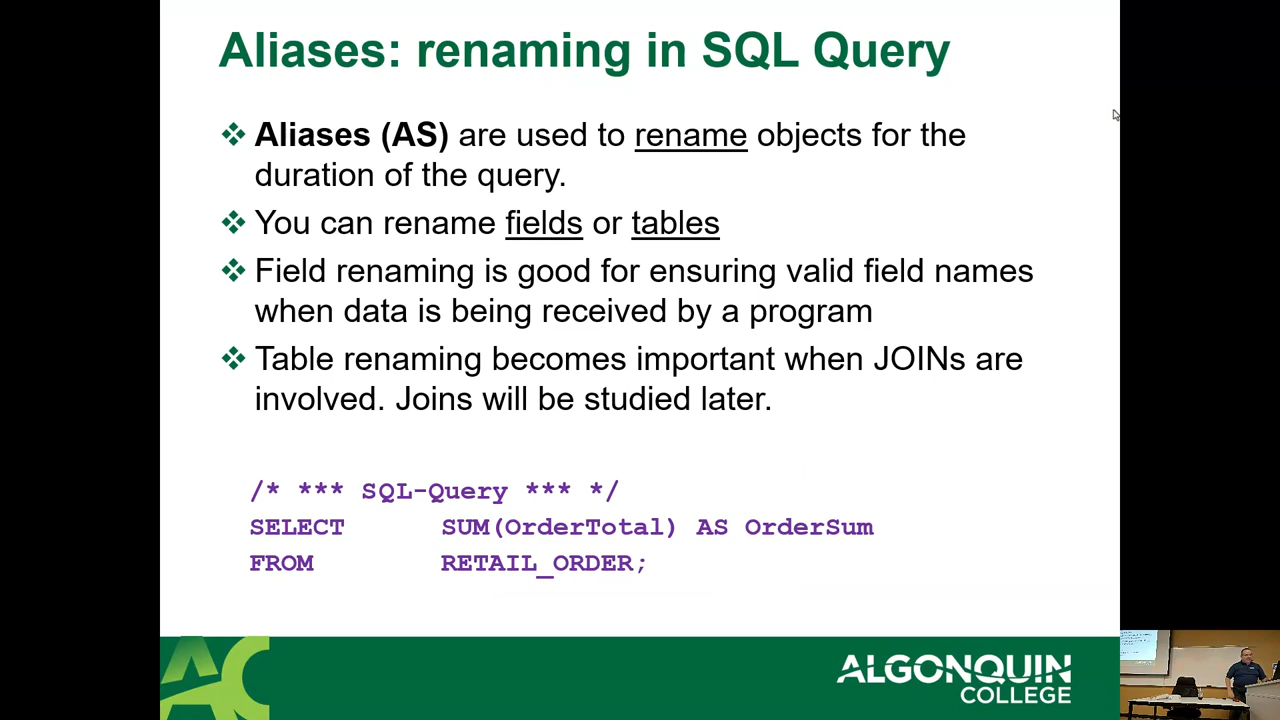 Aliases: renaming in SQL Query
Aliases (AS) are used to rename objects for the
duration of the query.
You can rename fields or tables
Field renaming is good for ensuring valid field names
when data is being received by a program
Table renaming becomes important when JOINs are
involved. Joins will be studied later.
/* *** SQL-Query *** */
SELECT SUM(OrderTotal) AS OrderSum
FROM RETAIL_ORDER;
AC
ALGONQUIN
COLLEGE